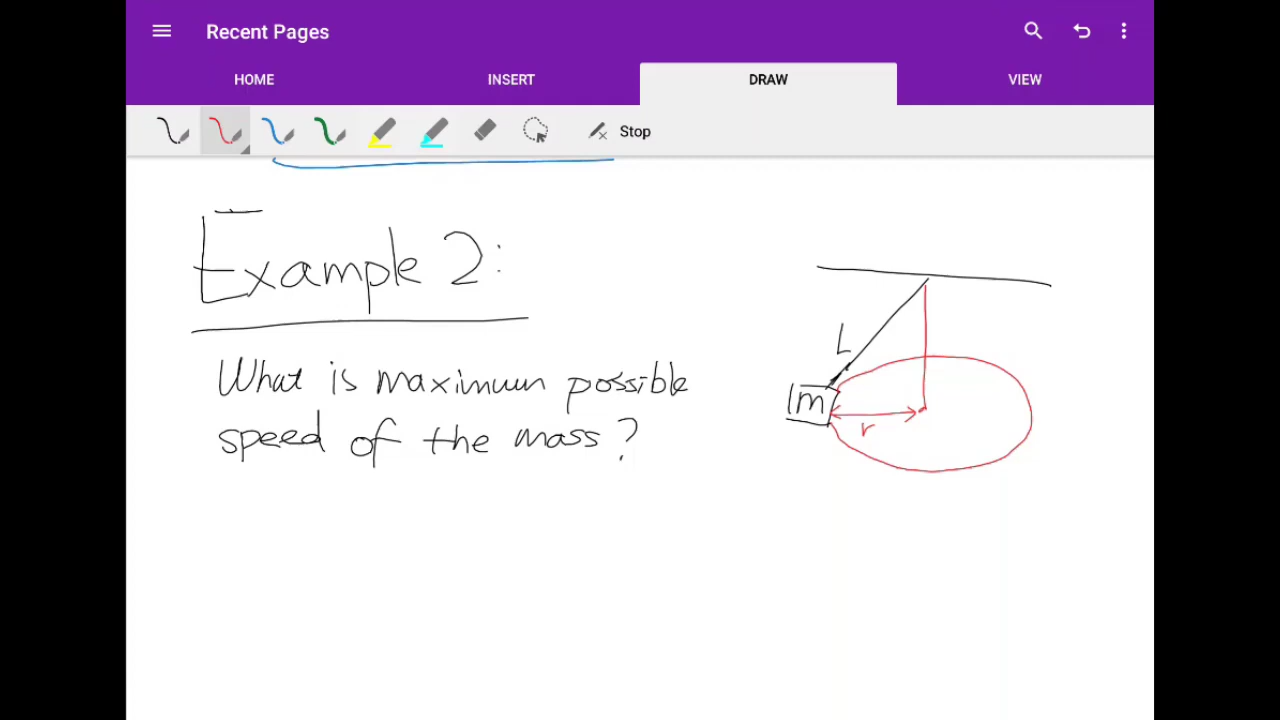 Recent Pages
HOME INSERT DRAW VIEW
Stop
Example 2:
What is maximum possible
speed of the mass?
L
m
r